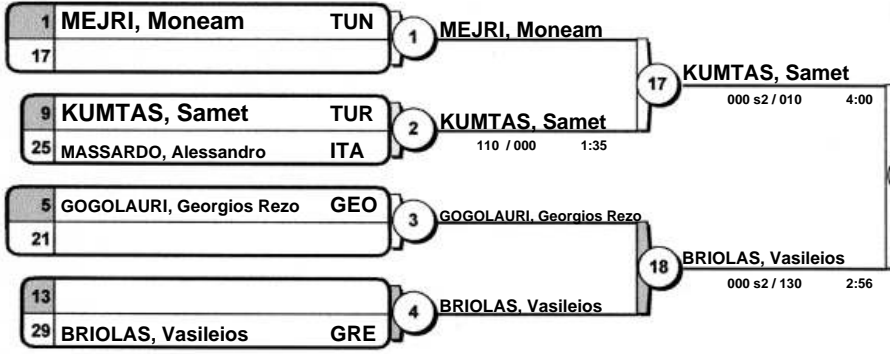 1 MEJRI, Moneam TUN
17
1 MEJRI, Moneam
9 KUMTAS, Samet TUR
25 MASSARDO, Alessandro ITA
2 KUMTAS, Samet
110 / 000 1:35
17 KUMTAS, Samet
000 s2 / 010 4:00
5 GOGOLAURI, Georgios Rezo GEO
21
3 GOGOLAURI, Georgios Rezo
13
29 BRIOLAS, Vasileios GRE
4 BRIOLAS, Vasileios
18 BRIOLAS, Vasileios
000 s2 / 130 2:56